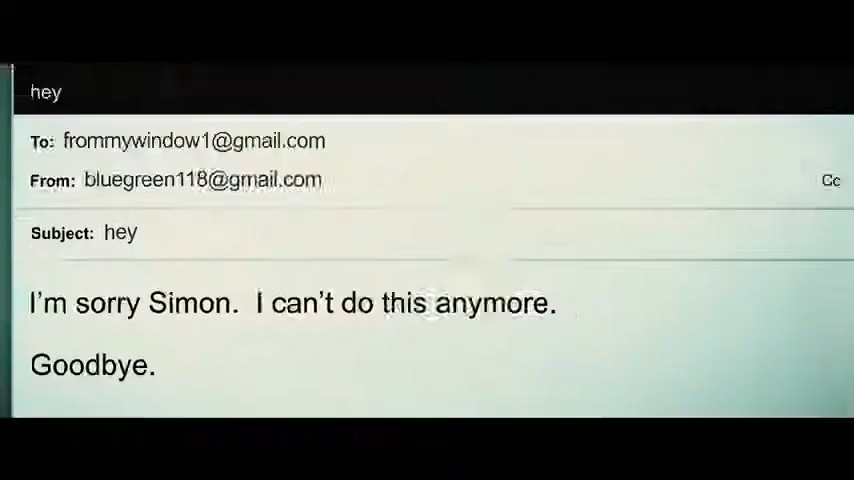 hey
To: frommywindow1@gmail.com
From: bluegreen118@gmail.com
Cc
Subject: hey
I'm sorry Simon.  I can't do this anymore.
Goodbye.